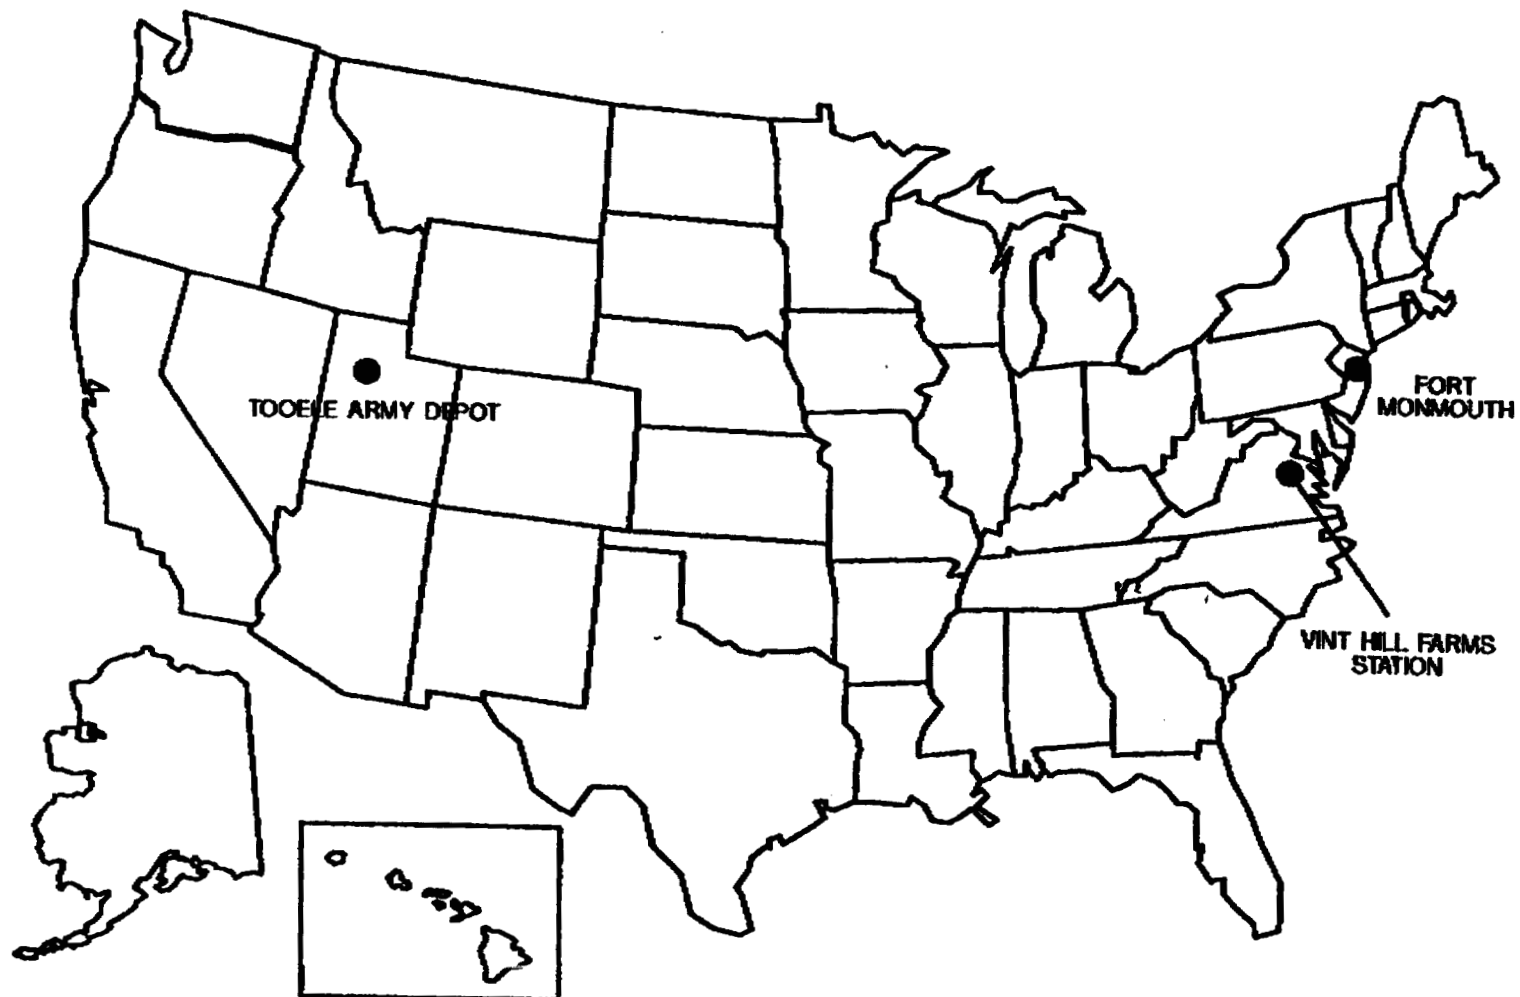 TOOELE ARMY DEPOT
FORT
MONMOUTH
VINT HILL FARMS
STATION